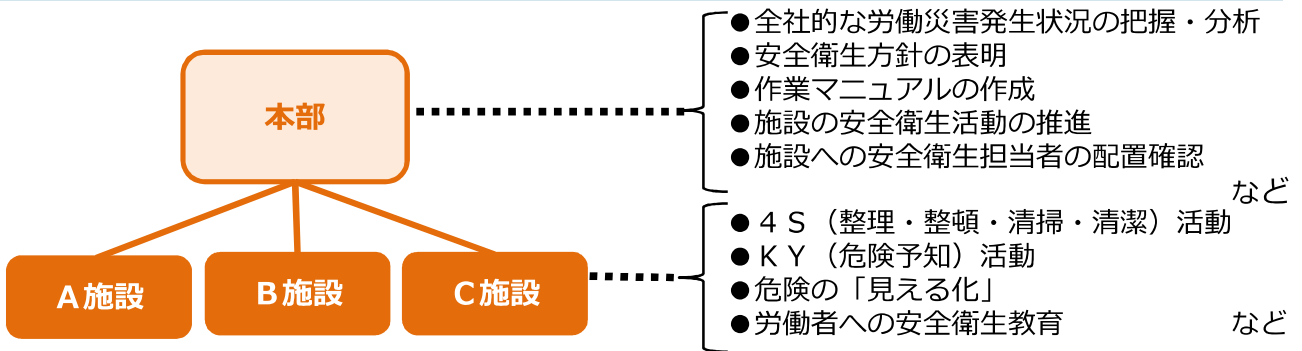 本部
●全社的な労働災害発生状況の把握・分析
●安全衛生方針の表明
●作業マニュアルの作成
●施設の安全衛生活動の推進
●施設への安全衛生担当者の配置確認
など
A施設
B施設
C施設
●４Ｓ（整理・整頓・清掃・清潔）活動
●ＫＹ（危険予知）活動
●危険の「見える化」
●労働者への安全衛生教育 など